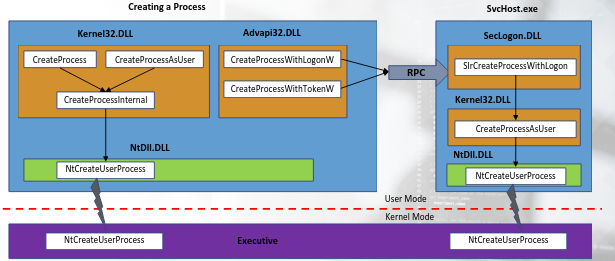 Creating a Process
SvcHost.exe
Kernel32.DLL
Advapi32.DLL
SecLogon.DLL
CreateProcess
CreateProcessAsUser
CreateProcessWithLogonW
SlrCreateProcessWithLogon
RPC
CreateProcessInternal
CreateProcessWithTokenW
Kernel32.DLL
CreateProcessAsUser
NtDll.DLL
NtDll.DLL
NtCreateUserProcess
NtCreateUserProcess
User Mode
Kernel Mode
NtCreateUserProcess
Executive
NtCreateUserProcess